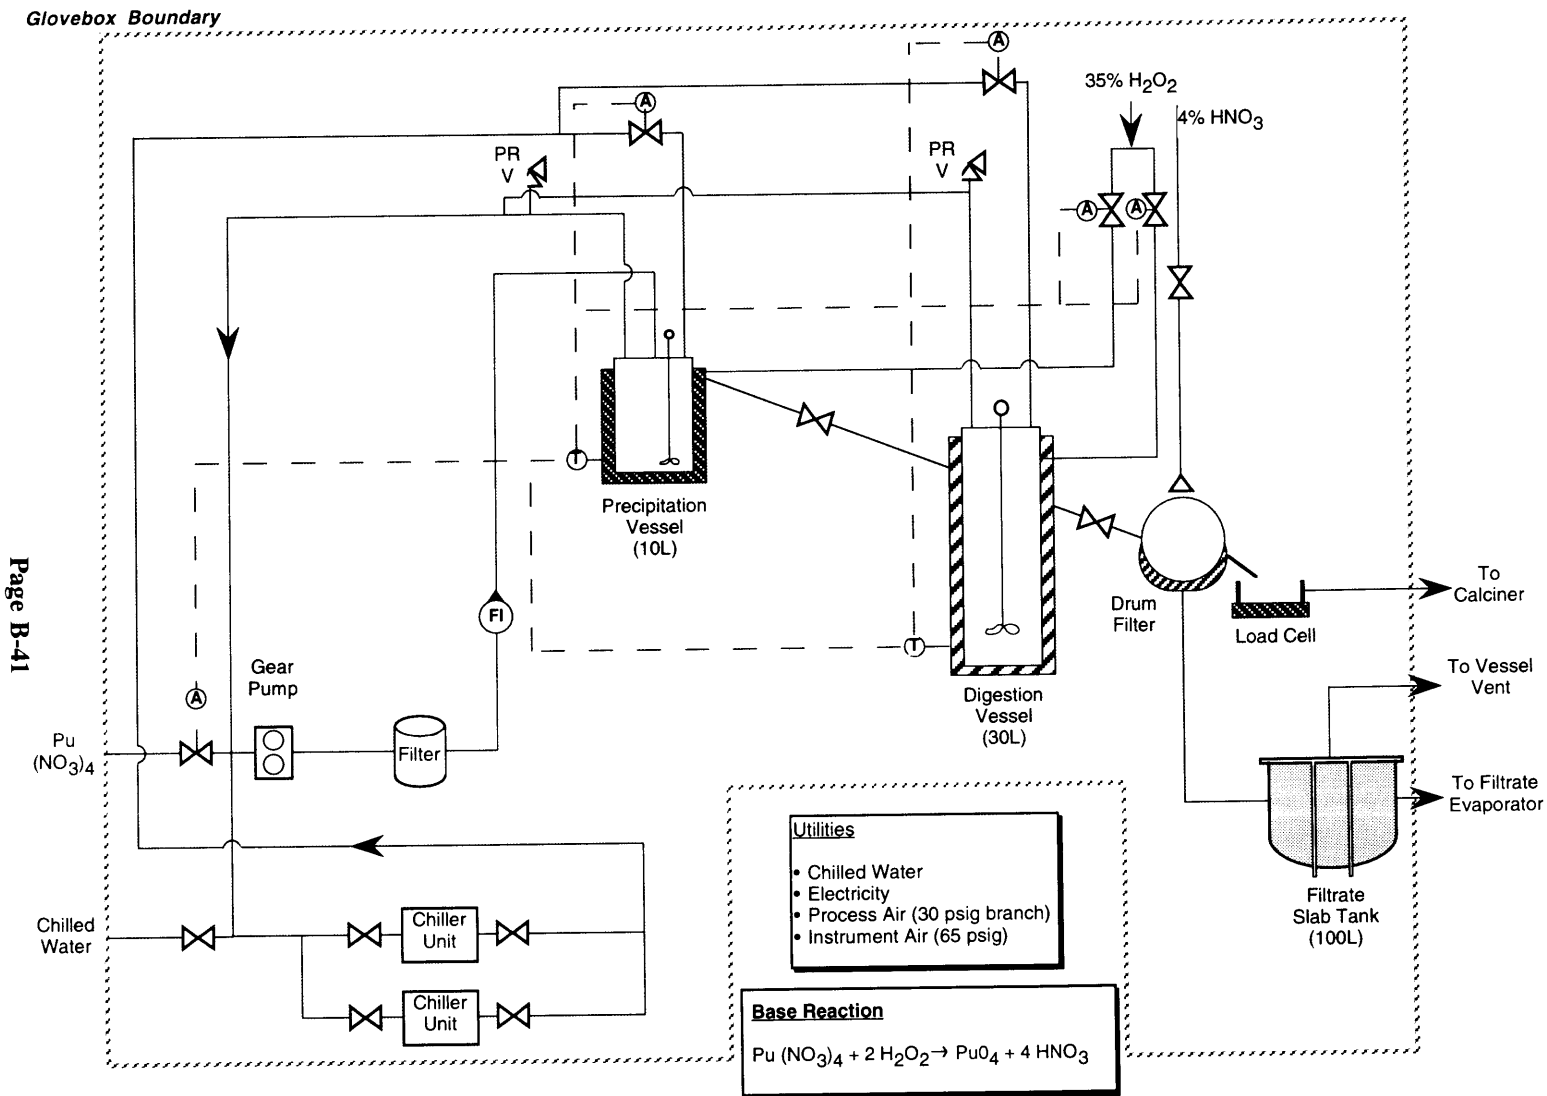 Glovebox Boundary
A
35% H2O2
4% HNO3
A
PR
V
PR
V
A
A
T
Precipitation
Vessel
(10L)
FI
T
Digestion
Vessel
(30L)
Drum
Filter
Load Cell
To
Calciner
To Vessel
Vent
To Filtrate
Evaporator
Page B-41
A
Gear
Pump
Pu
(NO3)4
Filter
Chilled
Water
Chiller
Unit
Chiller
Unit
Utilities
• Chilled Water
• Electricity
• Process Air (30 psig branch)
• Instrument Air (65 psig)
Filtrate
Slab Tank
(100L)
Base Reaction
Pu (NO3)4 + 2 H2O2→ Pu04 + 4 HNO3